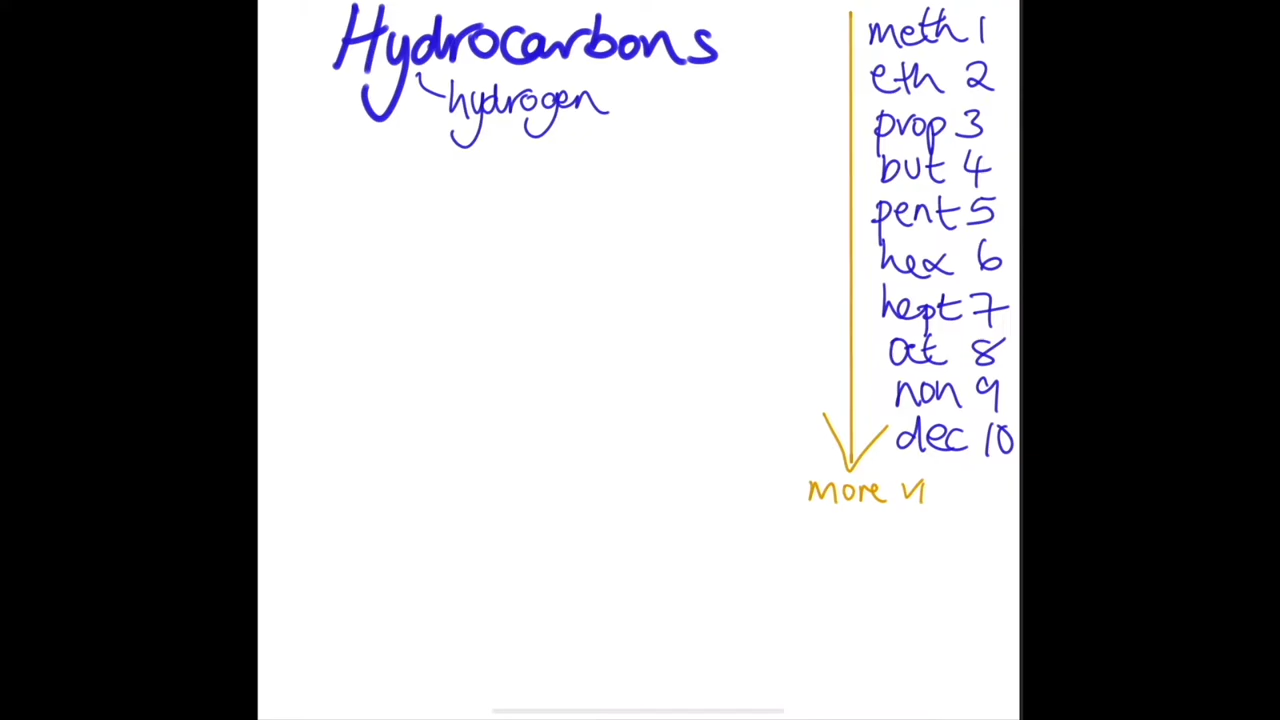 Hydrocarbons
hydrogen
meth 1
eth 2
prop 3
but 4
pent 5
hex 6
hept 7
oct 8
non 9
dec 10
more vi